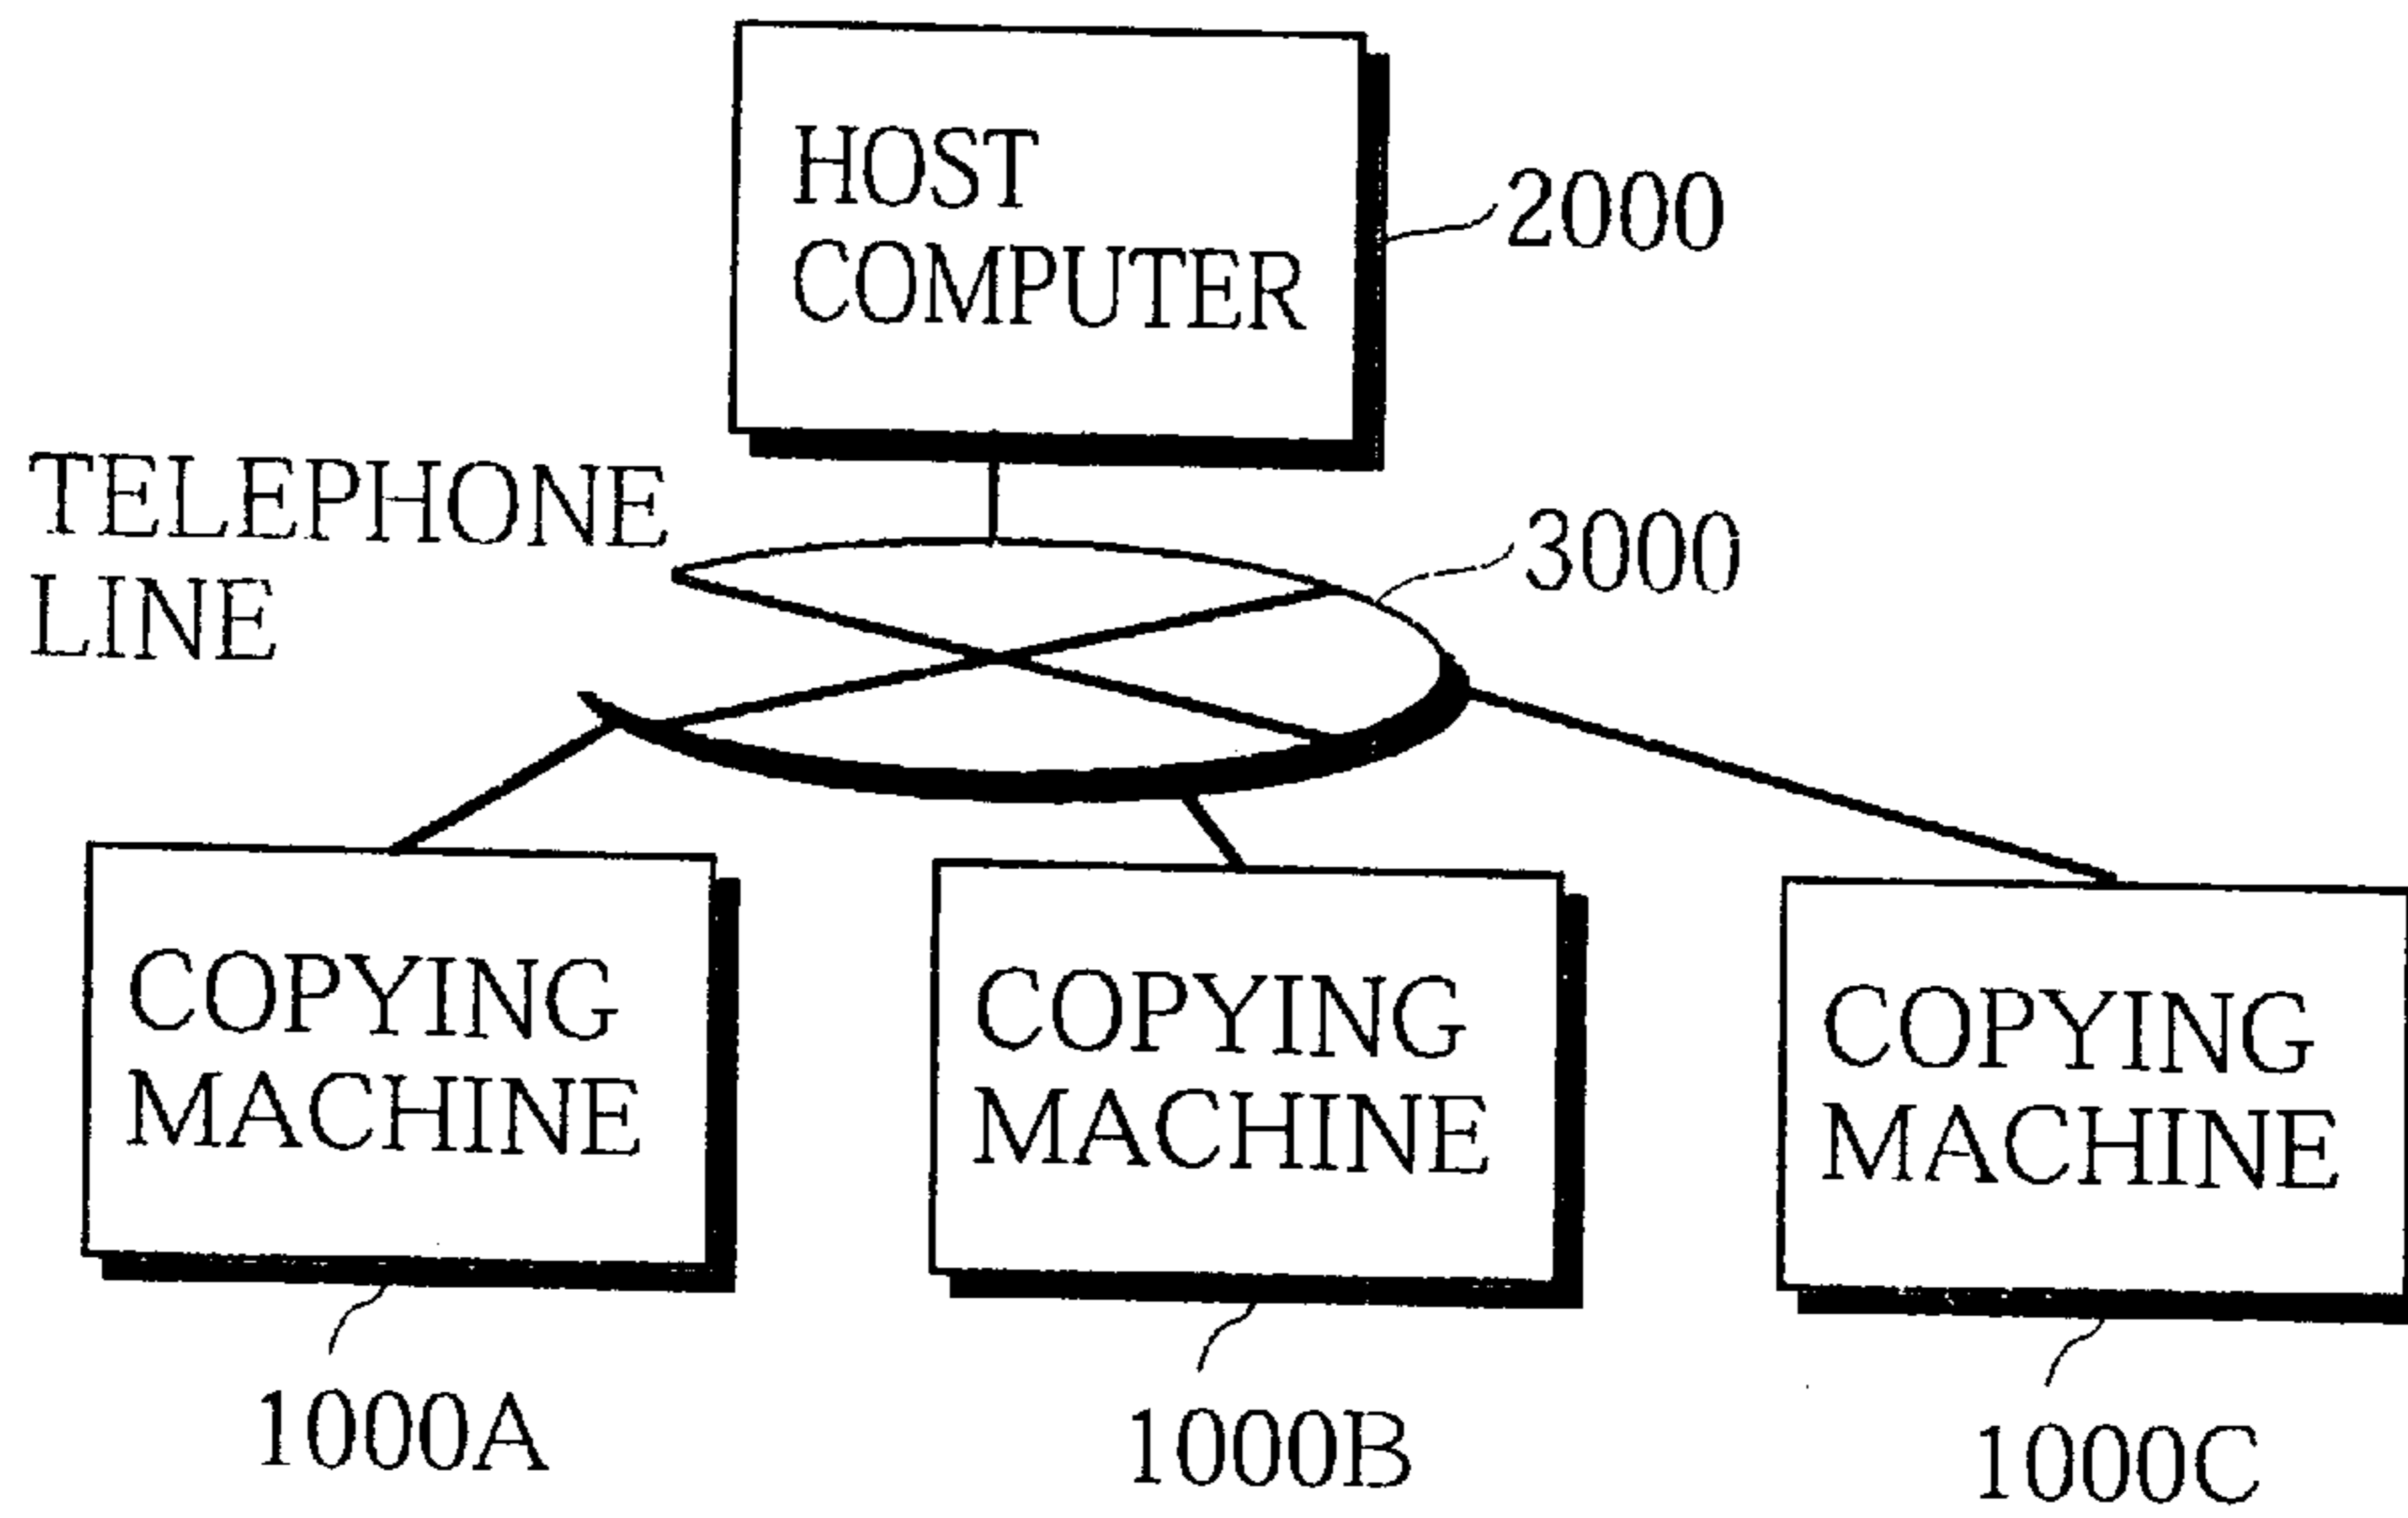 HOST
COMPUTER
2000
TELEPHONE
LINE
3000
COPYING
MACHINE
COPYING
MACHINE
COPYING
MACHINE
1000A
1000B
1000C